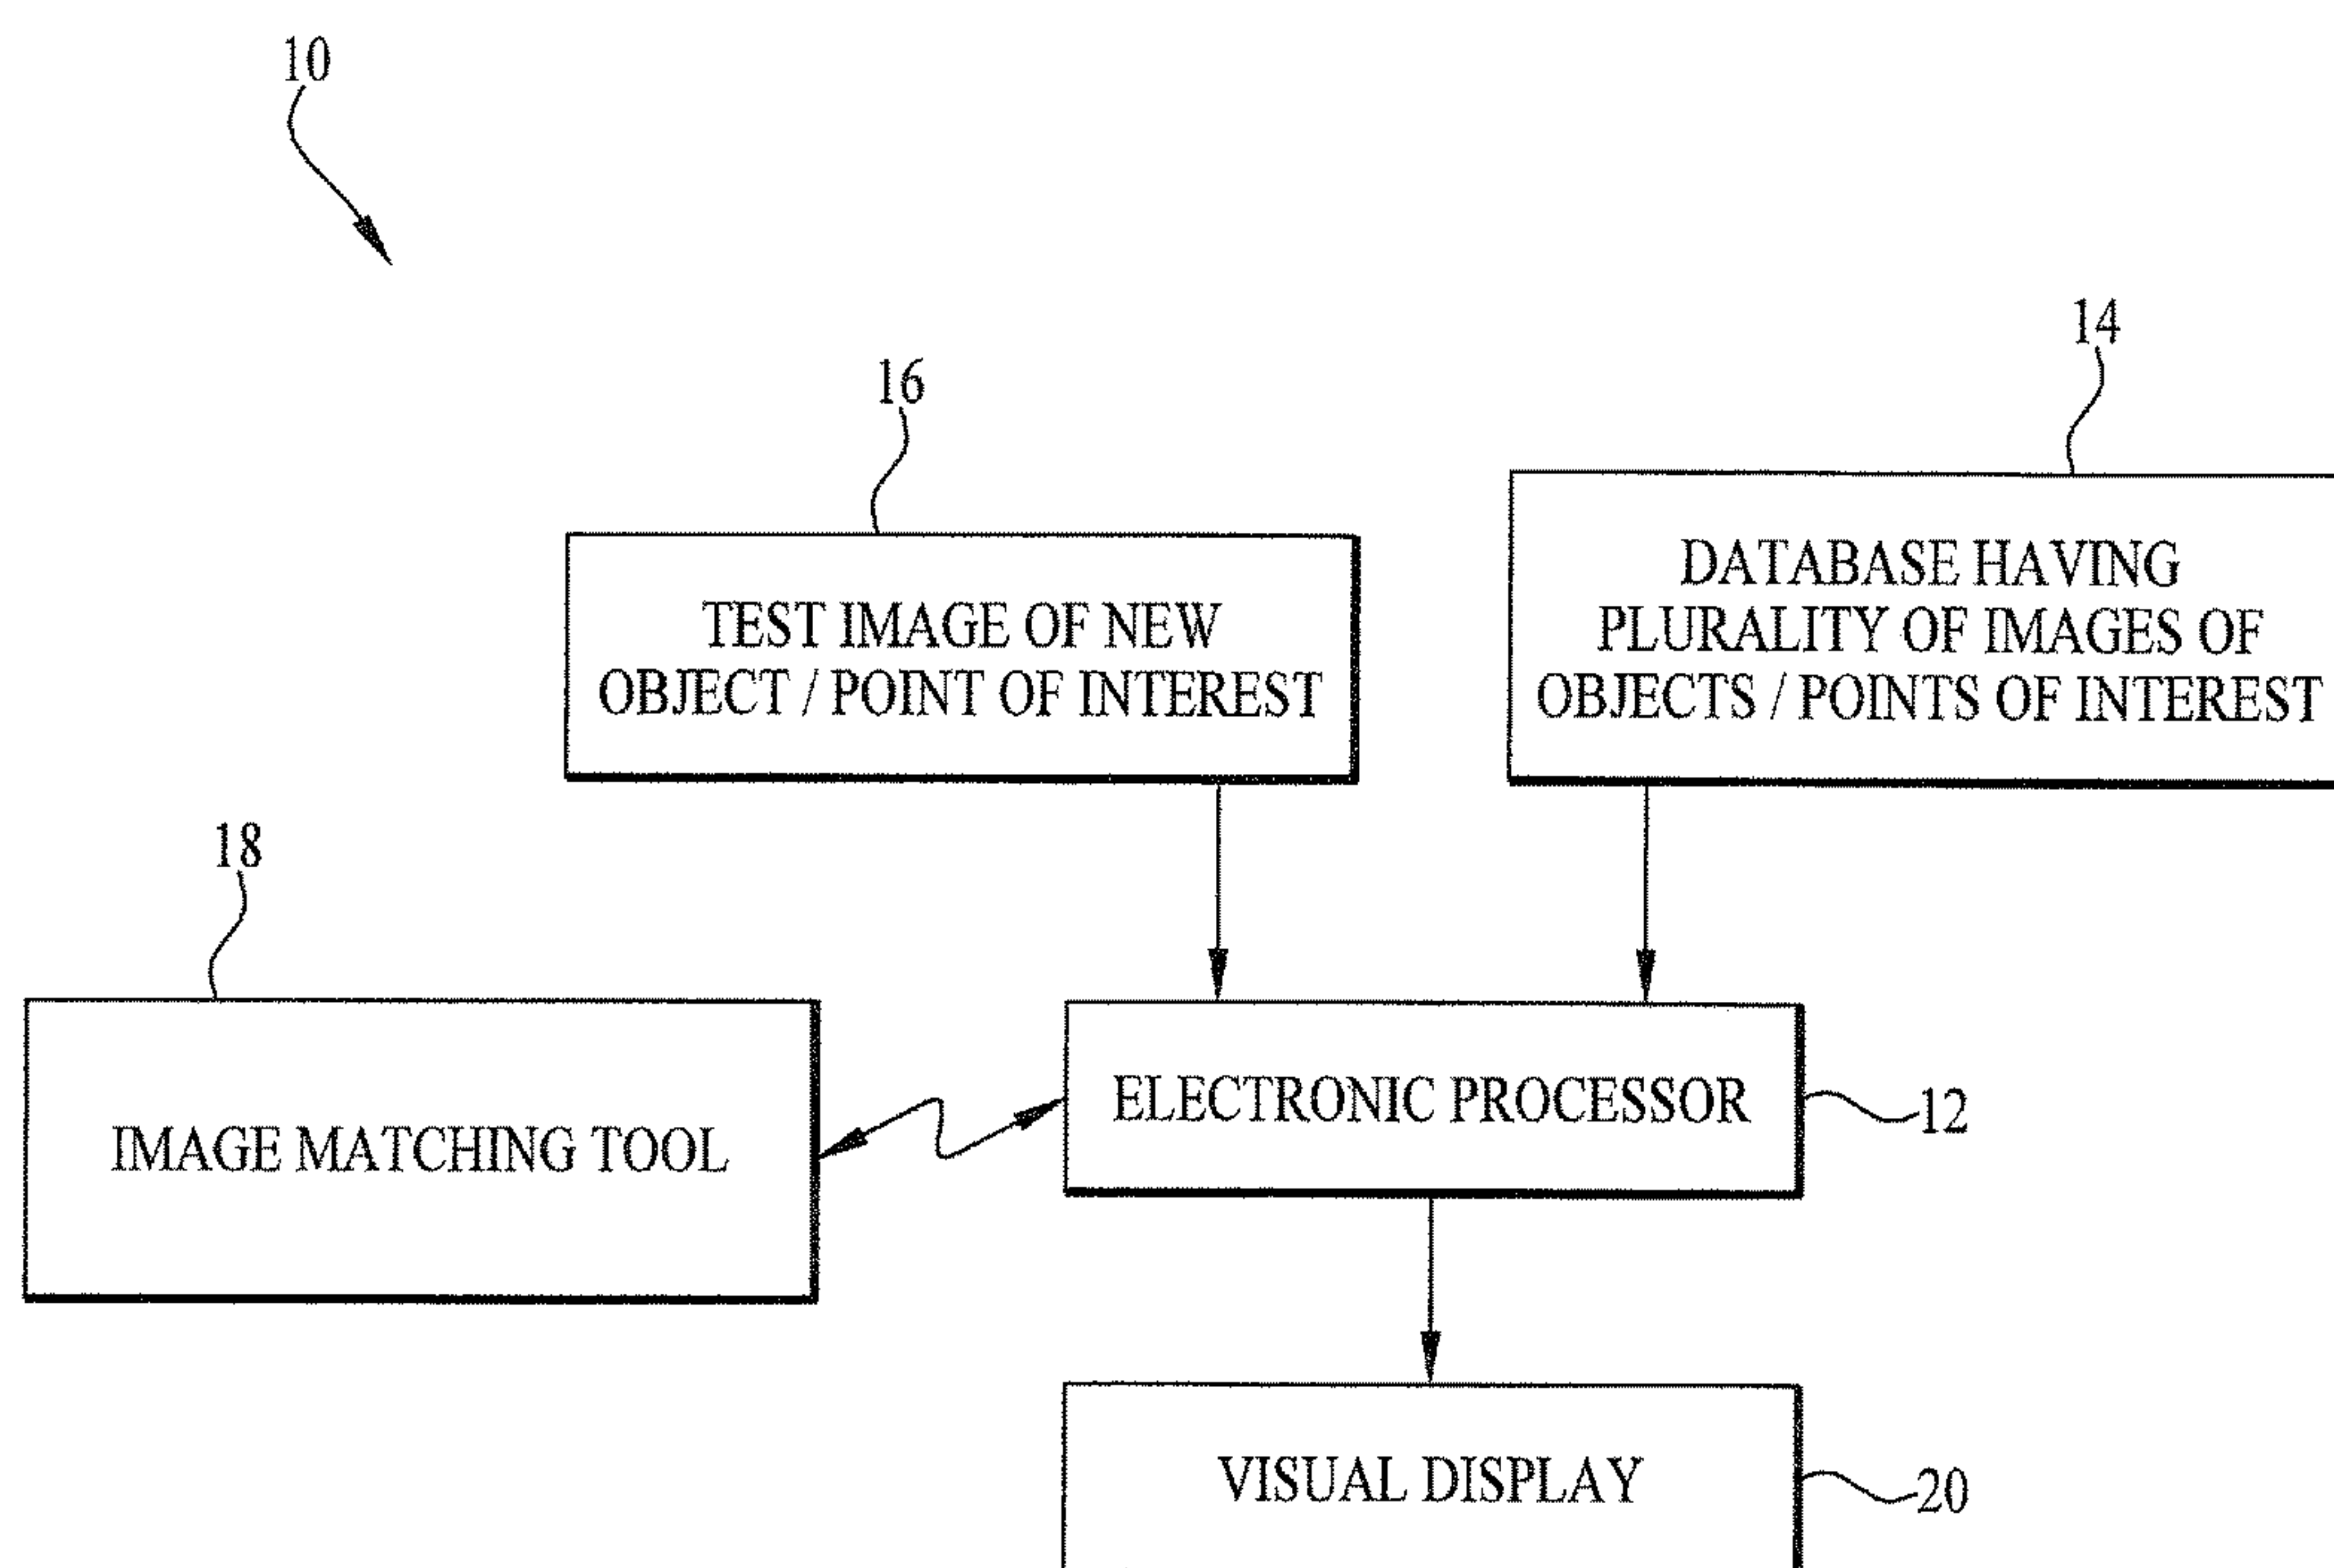 10
14
16
DATABASE HAVING
PLURALITY OF IMAGES OF
OBJECTS / POINTS OF INTEREST
TEST IMAGE OF NEW
OBJECT / POINT OF INTEREST
18
ELECTRONIC PROCESSOR
12
IMAGE MATCHING TOOL
VISUAL DISPLAY
20